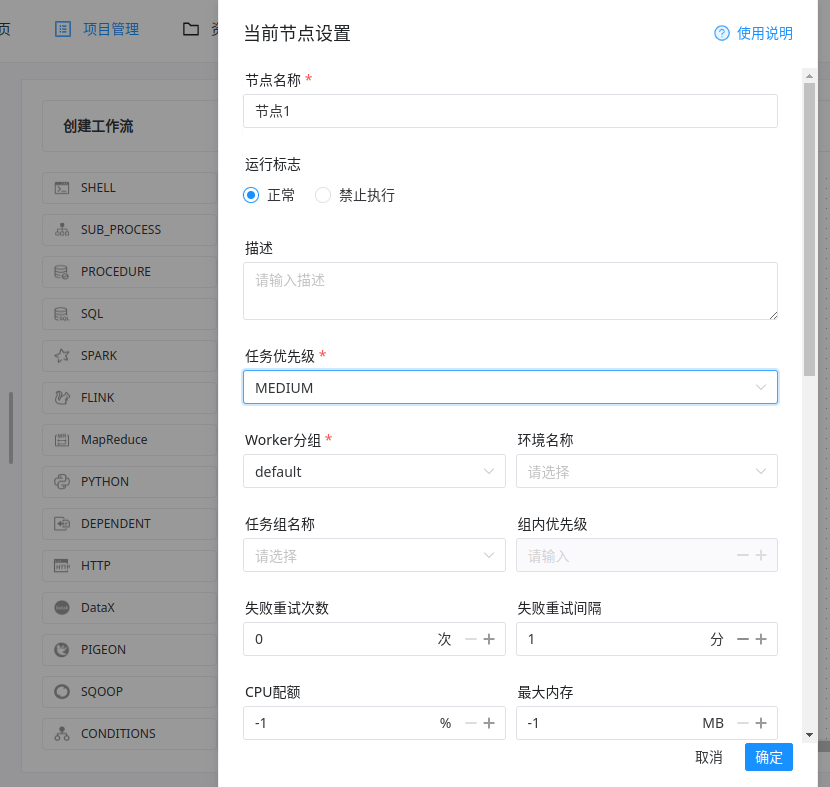 页
项目管理
创建工作流
SHELL
SUB_PROCESS
PROCEDURE
SQL
SPARK
FLINK
MapReduce
PYTHON
DEPENDENT
HTTP
DataX
PIGEON
SQOOP
CONDITIONS
当前节点设置
使用说明
节点名称 *
节点1
运行标志
正常 禁止执行
描述
请输入描述
任务优先级 *
MEDIUM
Worker分组 * 环境名称
default 请选择
任务组名称 组内优先级
请选择 请输入
失败重试次数 失败重试间隔
0 次 1 分
CPU配额 最大内存
-1 % -1 MB
取消 确定